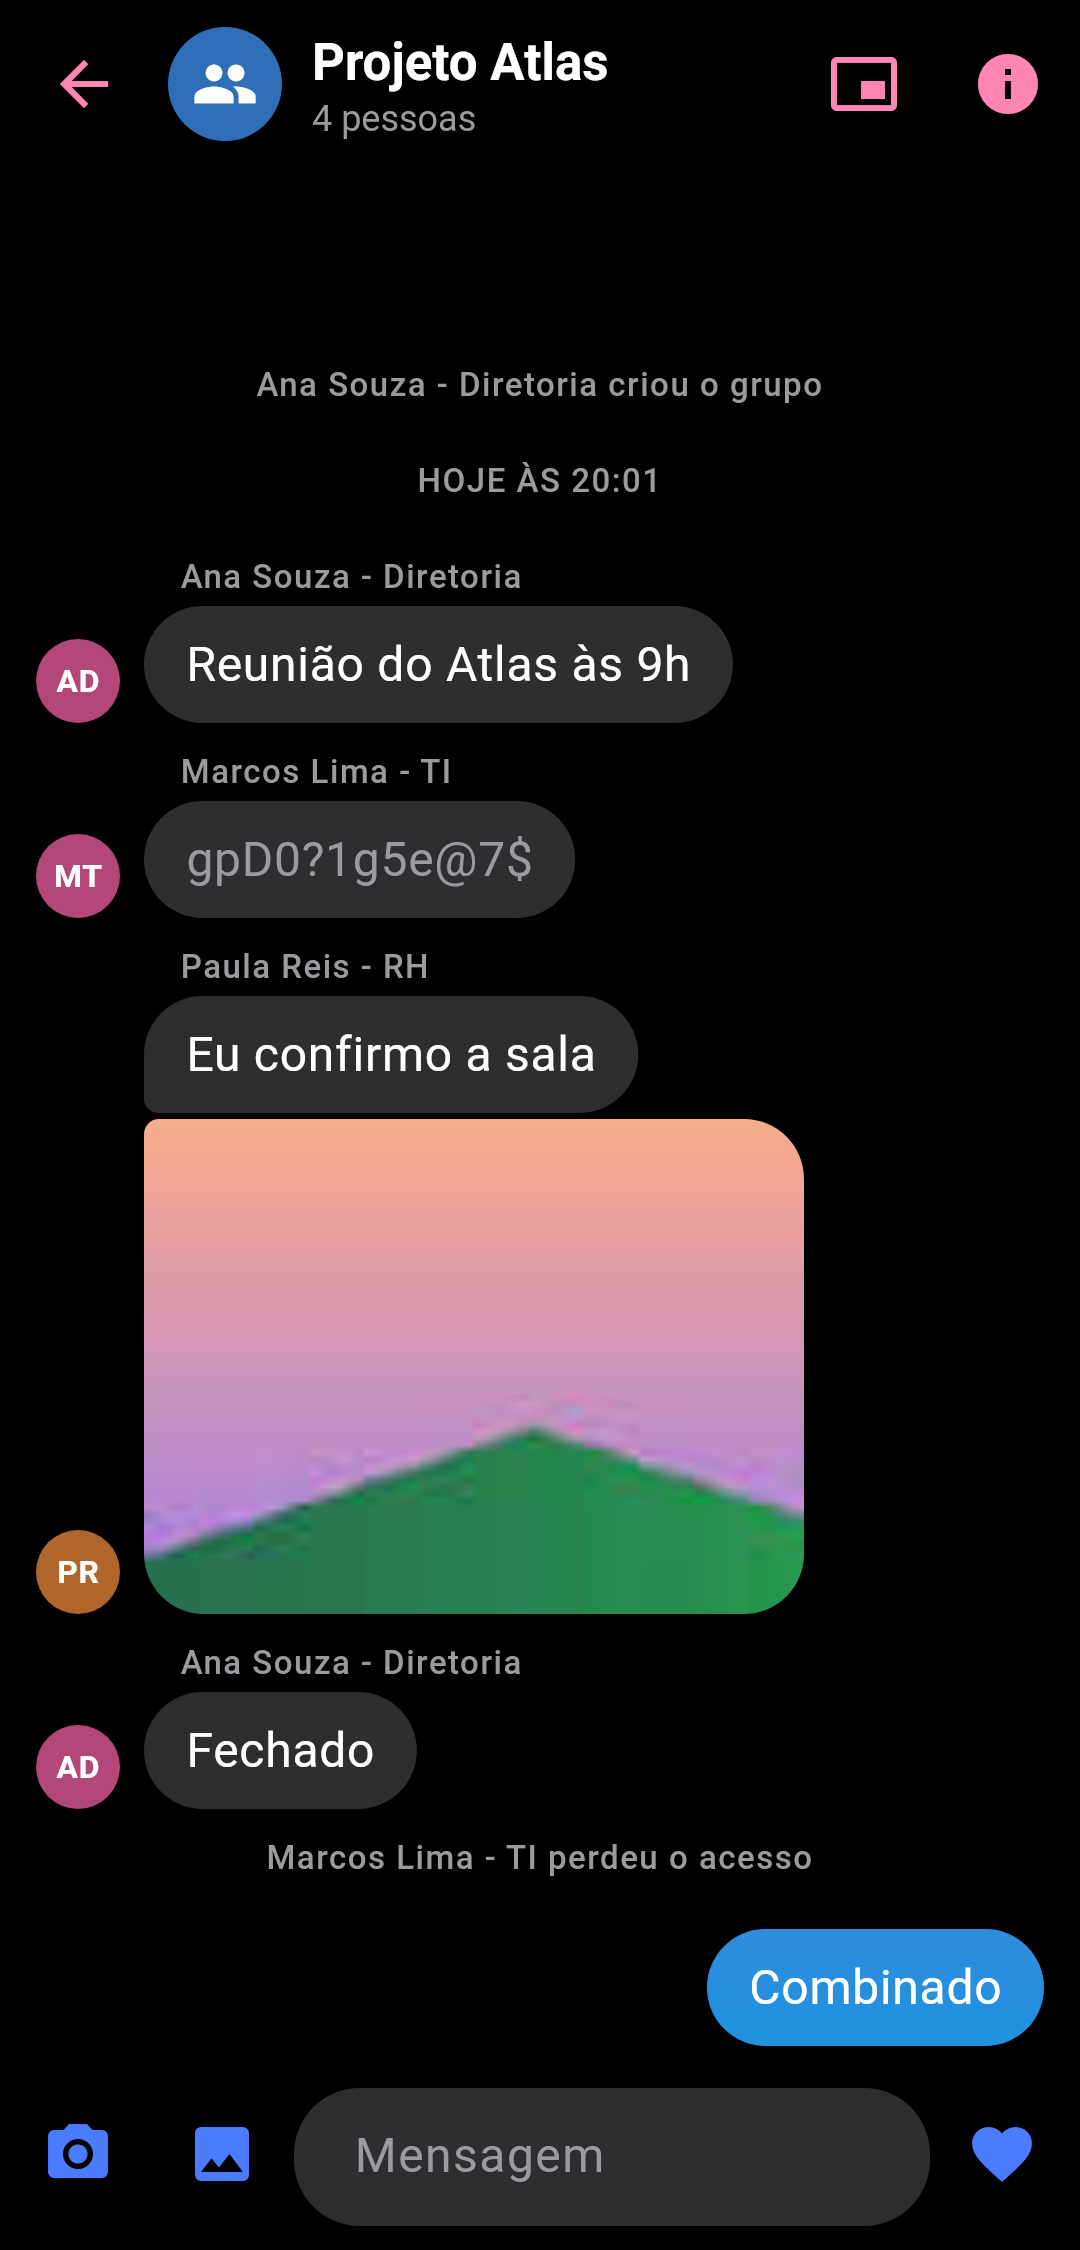 Projeto Atlas
4 pessoas
Ana Souza - Diretoria criou o grupo
HOJE ÀS 20:01
Ana Souza - Diretoria
AD
Reunião do Atlas às 9h
Marcos Lima - TI
MT
gpD0?1g5e@7$
Paula Reis - RH
Eu confirmo a sala
PR
Ana Souza - Diretoria
AD
Fechado
Marcos Lima - TI perdeu o acesso
Combinado
Mensagem